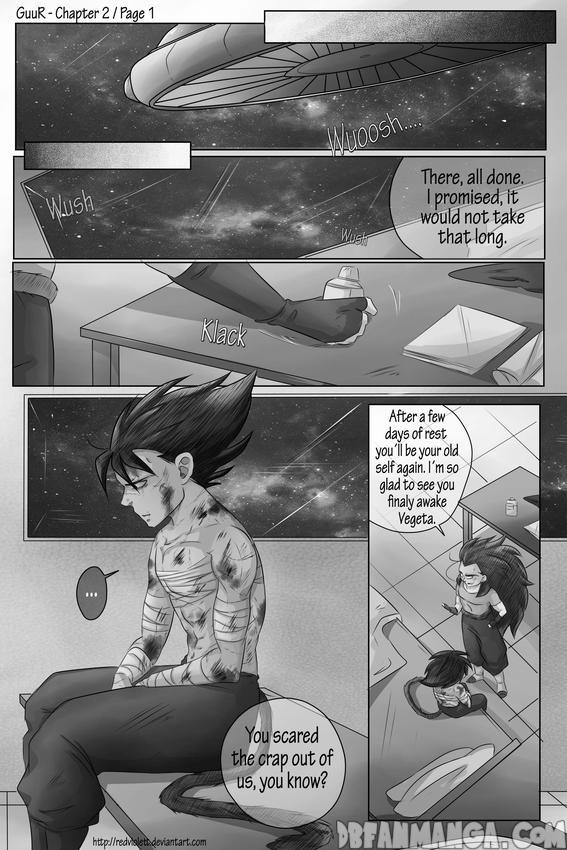 GuuR - Chapter 2 / Page 1
Wuoosh....
Wush
Wush
There, all done.
I promised, it
would not take
that long.
Klack
After a few
days of rest
you'll be your old
self again. I'm so
glad to see you
finaly awake
Vegeta.
...
You scared
the crap out of
us, you know?
http://redviolett.deviantart.com
DBFANMANGA.COM